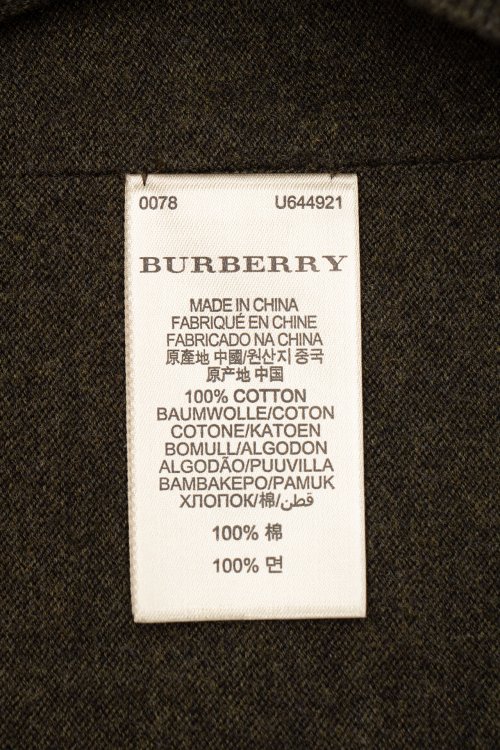 0078 U644921
BURBERRY
MADE IN CHINA
FABRIQUÉ EN CHINE
FABRICADO NA CHINA
原產地 中國/원산지 중국
原产地 中国
100% COTTON
BAUMWOLLE/COTON
COTONE/KATOEN
BOMULL/ALGODON
ALGODÃO/PUUVILLA
BAMBAKEPO/PAMUK
ХЛОПОК/棉/قطن
100% 棉
100% 면